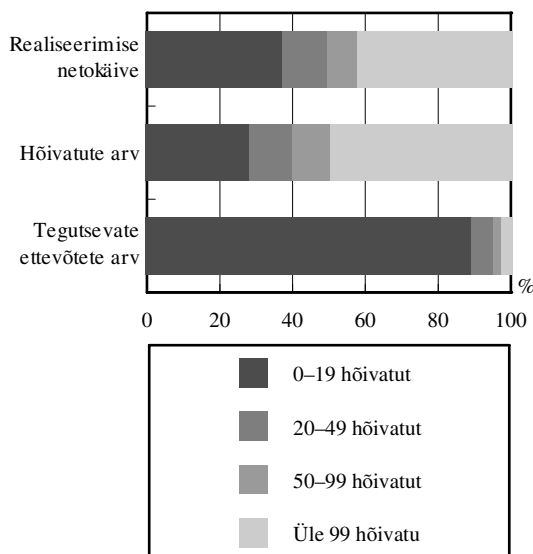 Realiseerimise
netokäive
Hõivatute arv
Tegutsevate
ettevõtete arv
%
0 20 40 60 80 100
0–19 hõivatut
20–49 hõivatut
50–99 hõivatut
Üle 99 hõivatu